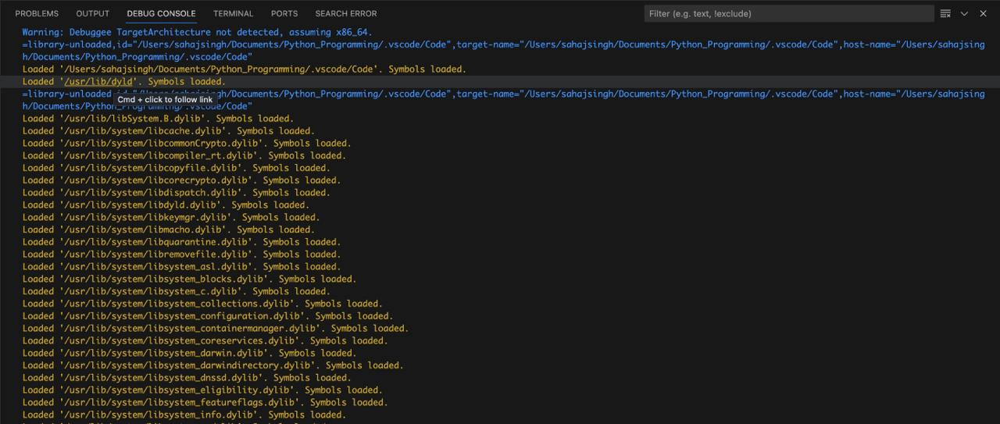 PROBLEMS OUTPUT DEBUG CONSOLE TERMINAL PORTS SEARCH ERROR Filter (e.g. text, !exclude)
Warning: Debuggee TargetArchitecture not detected, assuming x86_64.
=library-unloaded,id="/Users/sahajsingh/Documents/Python_Programming/.vscode/Code",target-name="/Users/sahajsingh/Documents/Python_Programming/.vscode/Code",host-name="/Users/sahajsing
h/Documents/Python_Programming/.vscode/Code"
Loaded '/Users/sahajsingh/Documents/Python_Programming/.vscode/Code'. Symbols loaded.
Loaded '/usr/lib/dyld'. Symbols loaded.
=library-unloaded,id="/Users/sahajsingh/Documents/Python_Programming/.vscode/Code",target-name="/Users/sahajsingh/Documents/Python_Programming/.vscode/Code",host-name="/Users/sahajsing
Cmd + click to follow link
h/Documents/Python_Programming/.vscode/Code"
Loaded '/usr/lib/libSystem.B.dylib'. Symbols loaded.
Loaded '/usr/lib/system/libcache.dylib'. Symbols loaded.
Loaded '/usr/lib/system/libcommonCrypto.dylib'. Symbols loaded.
Loaded '/usr/lib/system/libcompiler_rt.dylib'. Symbols loaded.
Loaded '/usr/lib/system/libcopyfile.dylib'. Symbols loaded.
Loaded '/usr/lib/system/libcorecrypto.dylib'. Symbols loaded.
Loaded '/usr/lib/system/libdispatch.dylib'. Symbols loaded.
Loaded '/usr/lib/system/libdyld.dylib'. Symbols loaded.
Loaded '/usr/lib/system/libkeymgr.dylib'. Symbols loaded.
Loaded '/usr/lib/system/libmacho.dylib'. Symbols loaded.
Loaded '/usr/lib/system/libquarantine.dylib'. Symbols loaded.
Loaded '/usr/lib/system/libremovefile.dylib'. Symbols loaded.
Loaded '/usr/lib/system/libsystem_asl.dylib'. Symbols loaded.
Loaded '/usr/lib/system/libsystem_blocks.dylib'. Symbols loaded.
Loaded '/usr/lib/system/libsystem_c.dylib'. Symbols loaded.
Loaded '/usr/lib/system/libsystem_collections.dylib'. Symbols loaded.
Loaded '/usr/lib/system/libsystem_configuration.dylib'. Symbols loaded.
Loaded '/usr/lib/system/libsystem_containermanager.dylib'. Symbols loaded.
Loaded '/usr/lib/system/libsystem_coreservices.dylib'. Symbols loaded.
Loaded '/usr/lib/system/libsystem_darwin.dylib'. Symbols loaded.
Loaded '/usr/lib/system/libsystem_darwindirectory.dylib'. Symbols loaded.
Loaded '/usr/lib/system/libsystem_dnssd.dylib'. Symbols loaded.
Loaded '/usr/lib/system/libsystem_eligibility.dylib'. Symbols loaded.
Loaded '/usr/lib/system/libsystem_featureflags.dylib'. Symbols loaded.
Loaded '/usr/lib/system/libsystem_info.dylib'. Symbols loaded.